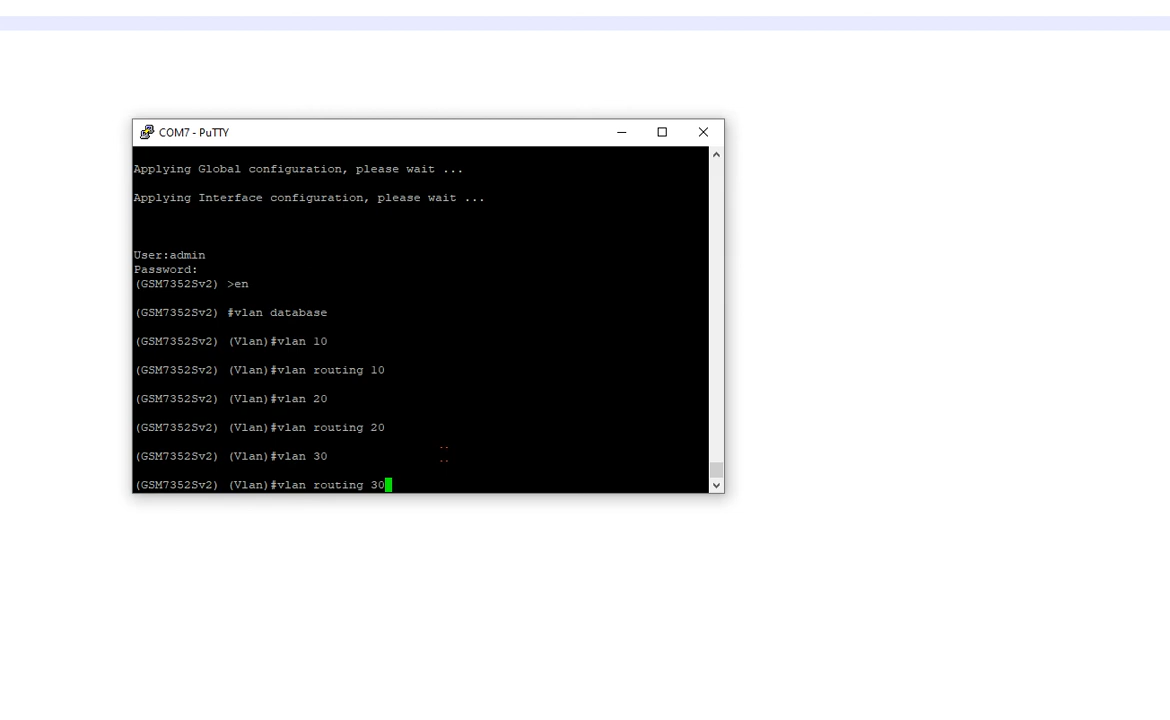 COM7 - PuTTY
Applying Global configuration, please wait ...
Applying Interface configuration, please wait ...
User:admin
Password:
(GSM7352Sv2) >en
(GSM7352Sv2) #vlan database
(GSM7352Sv2) (Vlan)#vlan 10
(GSM7352Sv2) (Vlan)#vlan routing 10
(GSM7352Sv2) (Vlan)#vlan 20
(GSM7352Sv2) (Vlan)#vlan routing 20
(GSM7352Sv2) (Vlan)#vlan 30
(GSM7352Sv2) (Vlan)#vlan routing 30